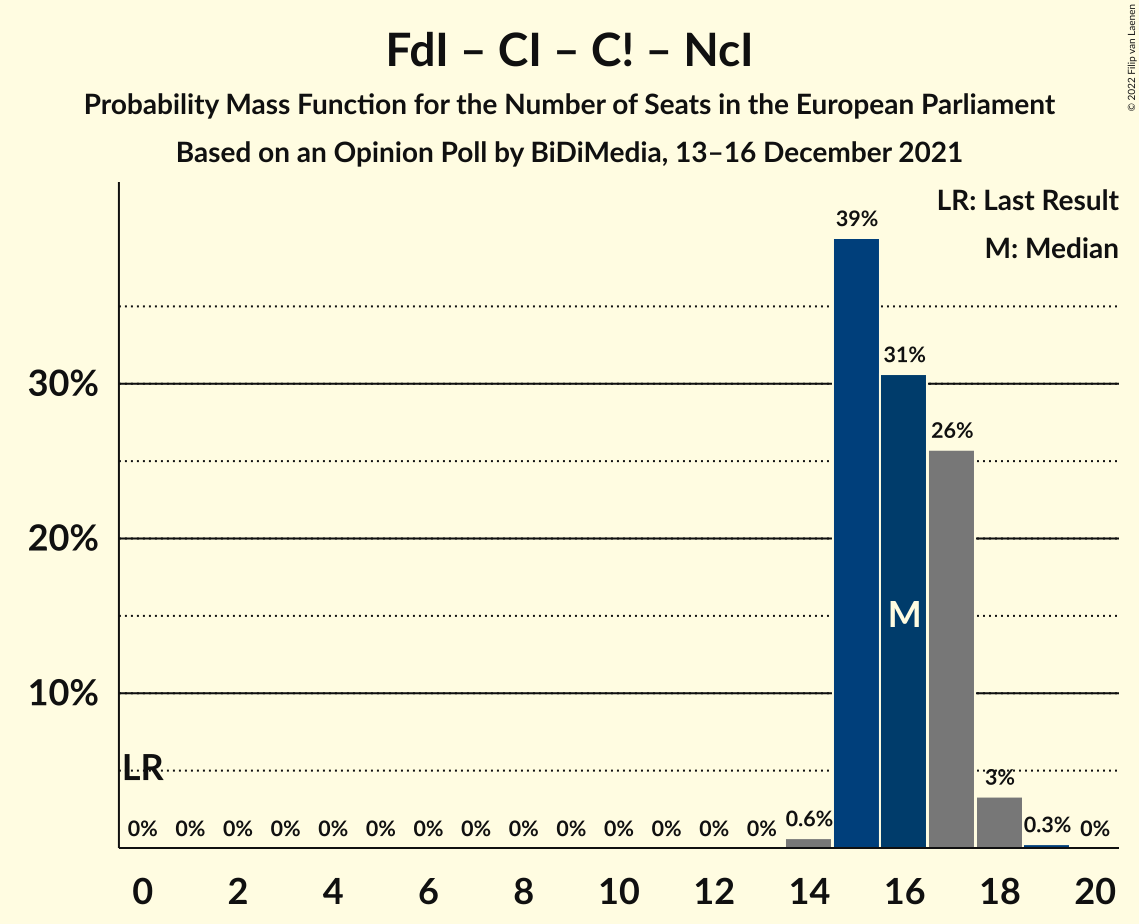 FdI – CI – C! – NcI
Probability Mass Function for the Number of Seats in the European Parliament
Based on an Opinion Poll by BiDiMedia, 13–16 December 2021
© 2022 Filip van Laenen
LR: Last Result
M: Median
39%
31%
30%
26%
20%
M
10%
LR
3%
0% 0% 0% 0% 0% 0% 0% 0% 0% 0% 0% 0% 0% 0% 0.6% 0.3% 0%
0 2 4 6 8 10 12 14 16 18 20